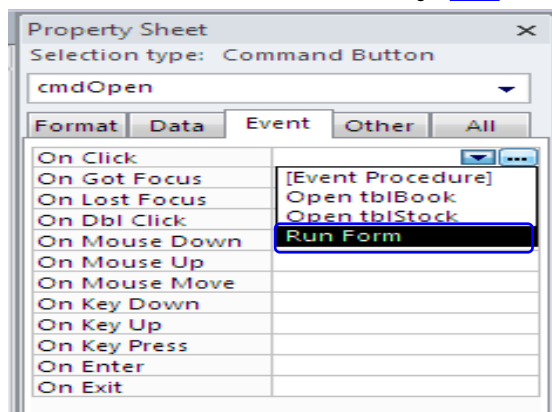 Property Sheet
Selection type: Command Button
cmdOpen
Format Data Event Other All
On Click
On Got Focus [Event Procedure]
On Lost Focus Open tblBook
On Dbl Click Open tblStock
On Mouse Down Run Form
On Mouse Up
On Mouse Move
On Key Down
On Key Up
On Key Press
On Enter
On Exit